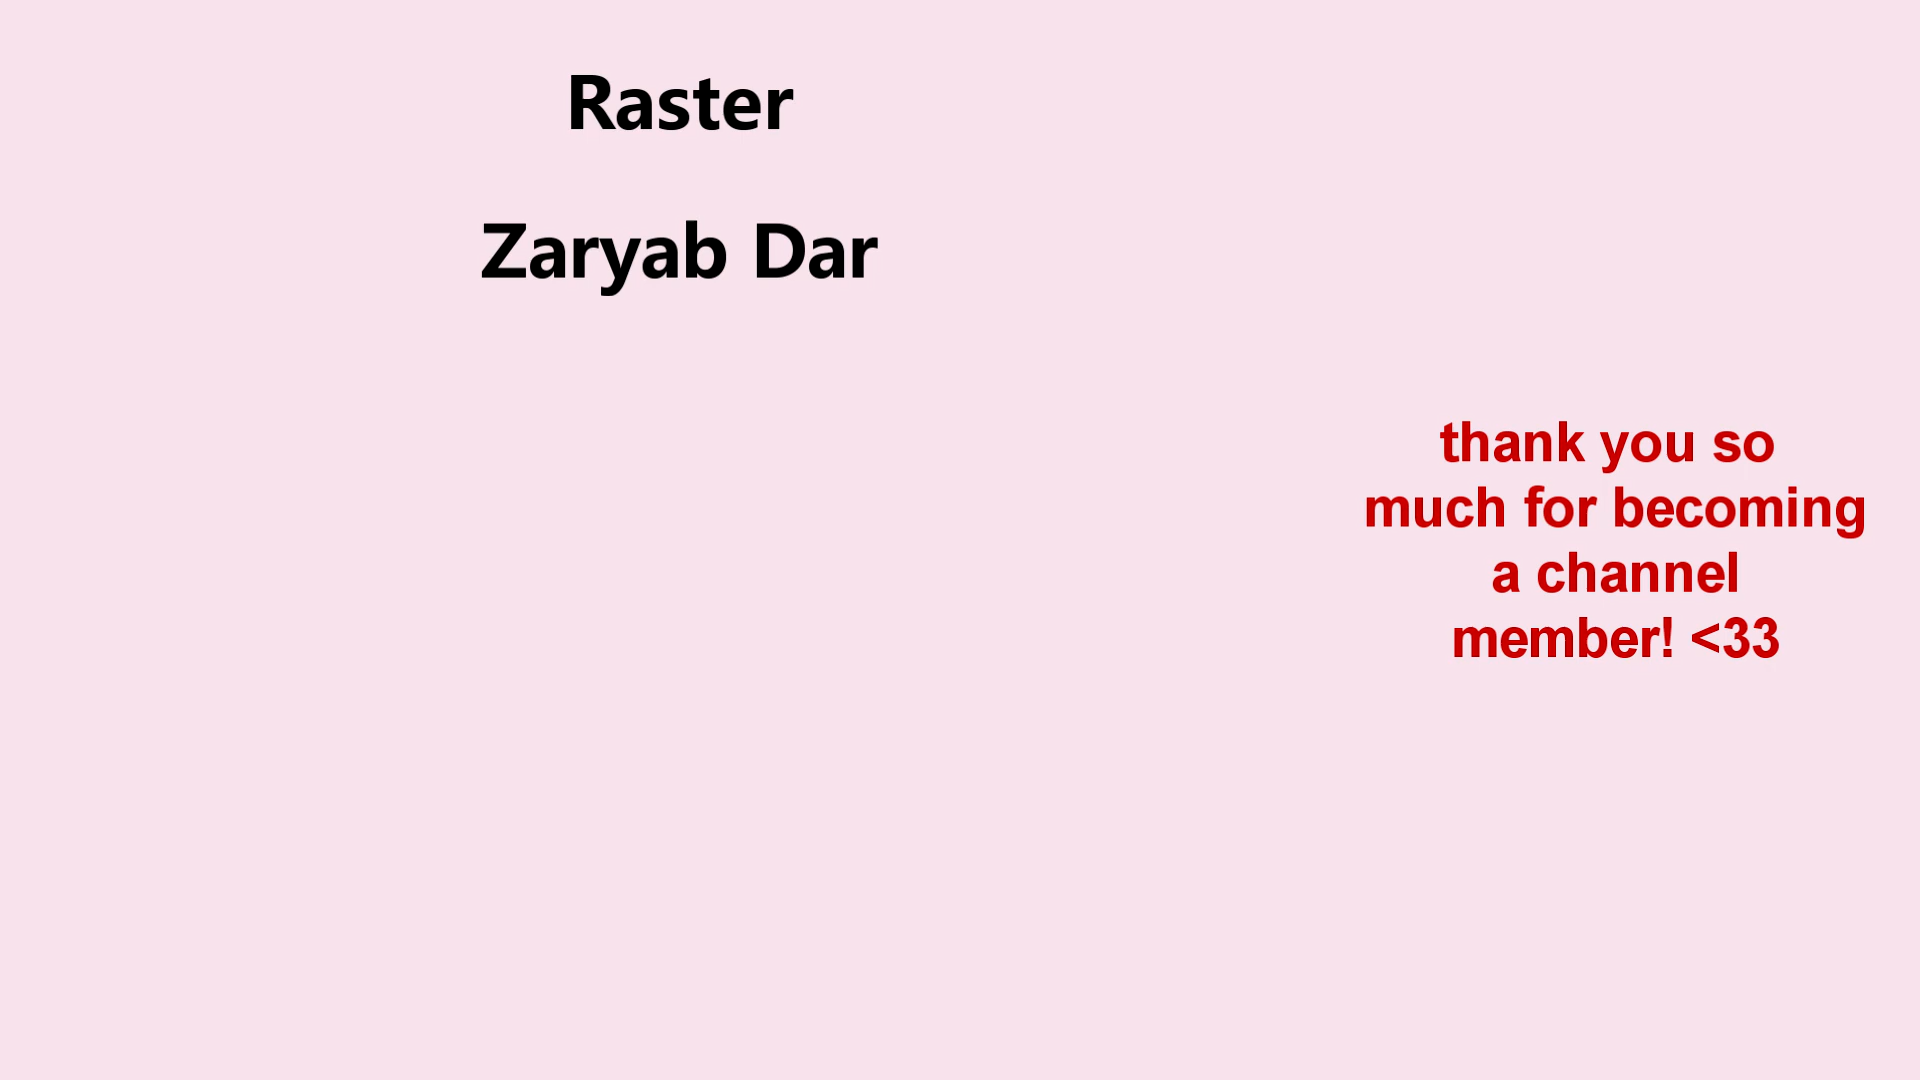 Raster
Zaryab Dar
thank you so
much for becoming
a channel
member! <33